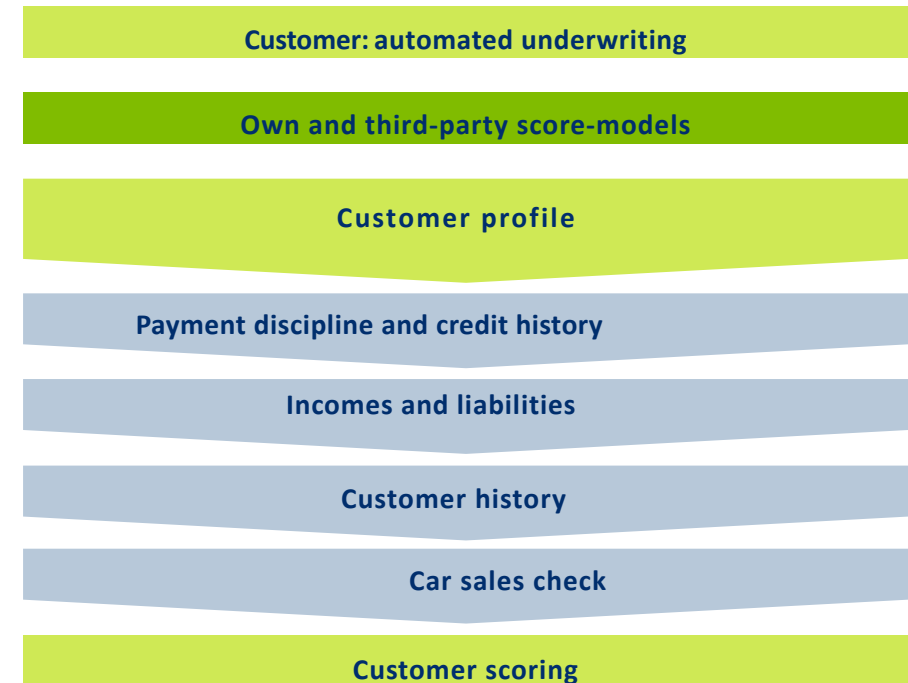 Customer: automated underwriting
Own and third-party score-models
Customer profile
Payment discipline and credit history
Incomes and liabilities
Customer history
Car sales check
Customer scoring